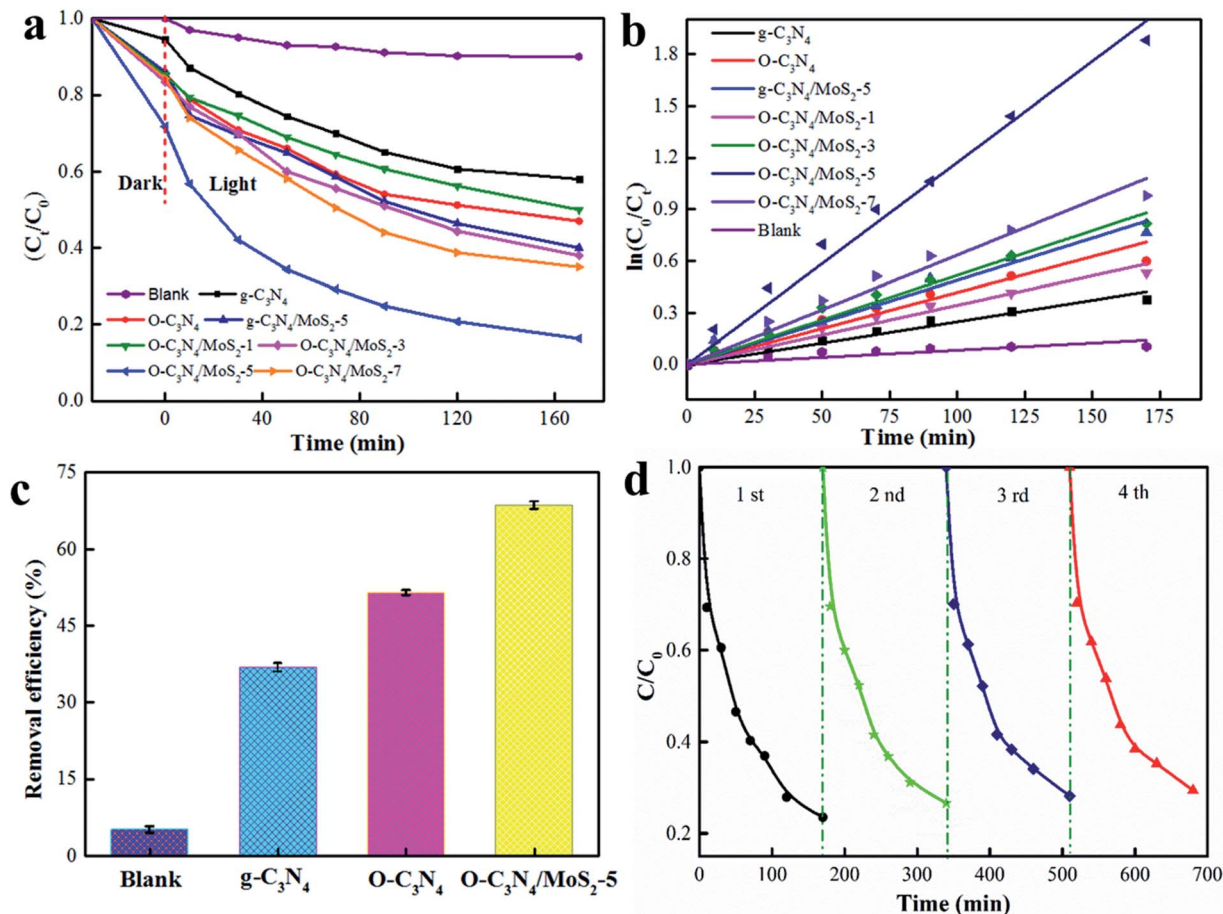 a
(Cₜ/C₀)
1.0
0.8
0.6
0.4
0.2
0.0
Dark
Light
Blank
g-C₃N₄
O-C₃N₄
g-C₃N₄/MoS₂-5
O-C₃N₄/MoS₂-1
O-C₃N₄/MoS₂-3
O-C₃N₄/MoS₂-5
O-C₃N₄/MoS₂-7
0 40 80 120 160
Time (min)
b
ln(C₀/Cₜ)
1.8
1.5
1.2
0.9
0.6
0.3
0.0
g-C₃N₄
O-C₃N₄
g-C₃N₄/MoS₂-5
O-C₃N₄/MoS₂-1
O-C₃N₄/MoS₂-3
O-C₃N₄/MoS₂-5
O-C₃N₄/MoS₂-7
Blank
0 25 50 75 100 125 150 175
Time (min)
c
Removal efficiency (%)
75
60
45
30
15
0
Blank g-C₃N₄ O-C₃N₄ O-C₃N₄/MoS₂-5
d
C/C₀
1.0
0.8
0.6
0.4
0.2
1 st 2 nd 3 rd 4 th
0 100 200 300 400 500 600 700
Time (min)